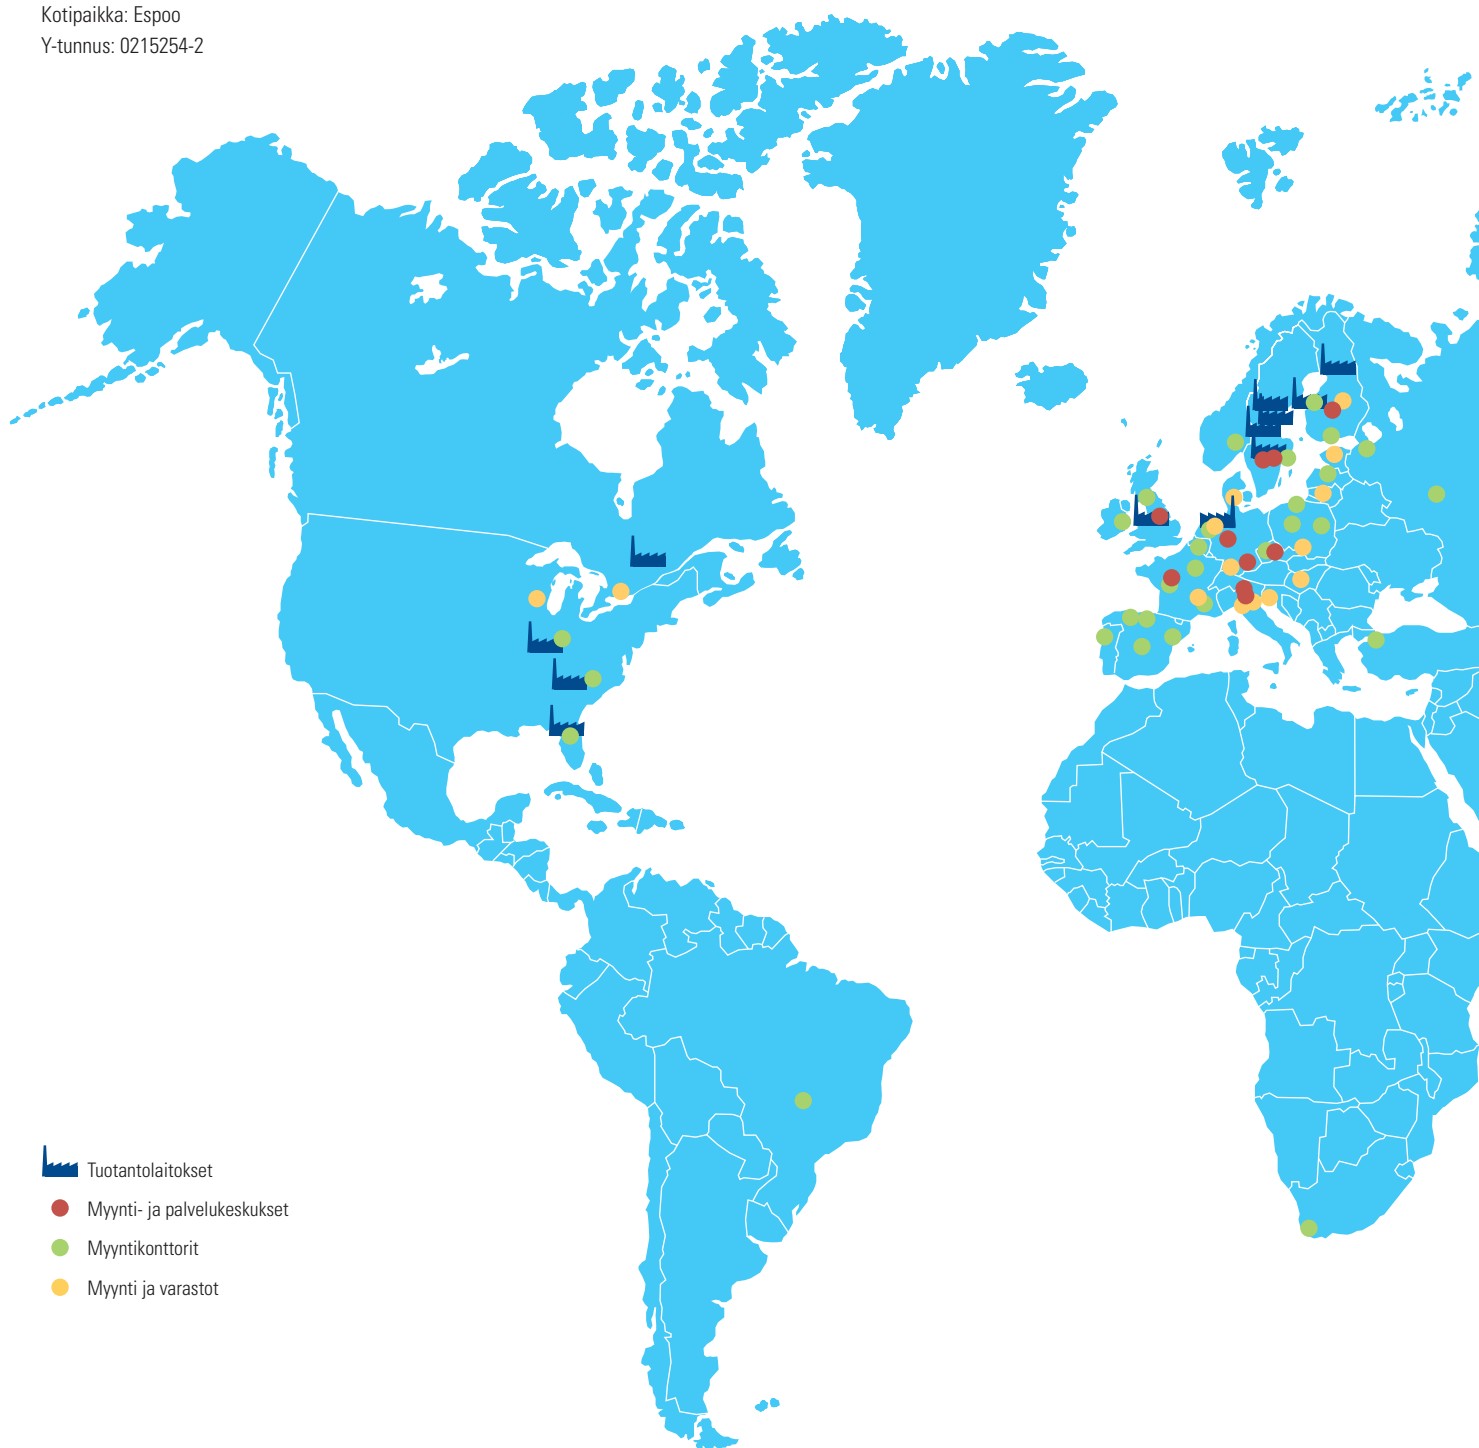 Kotipaikka: Espoo
Y-tunnus: 0215254-2
Tuotantolaitokset
Myynti- ja palvelukeskukset
Myyntikonttorit
Myynti ja varastot